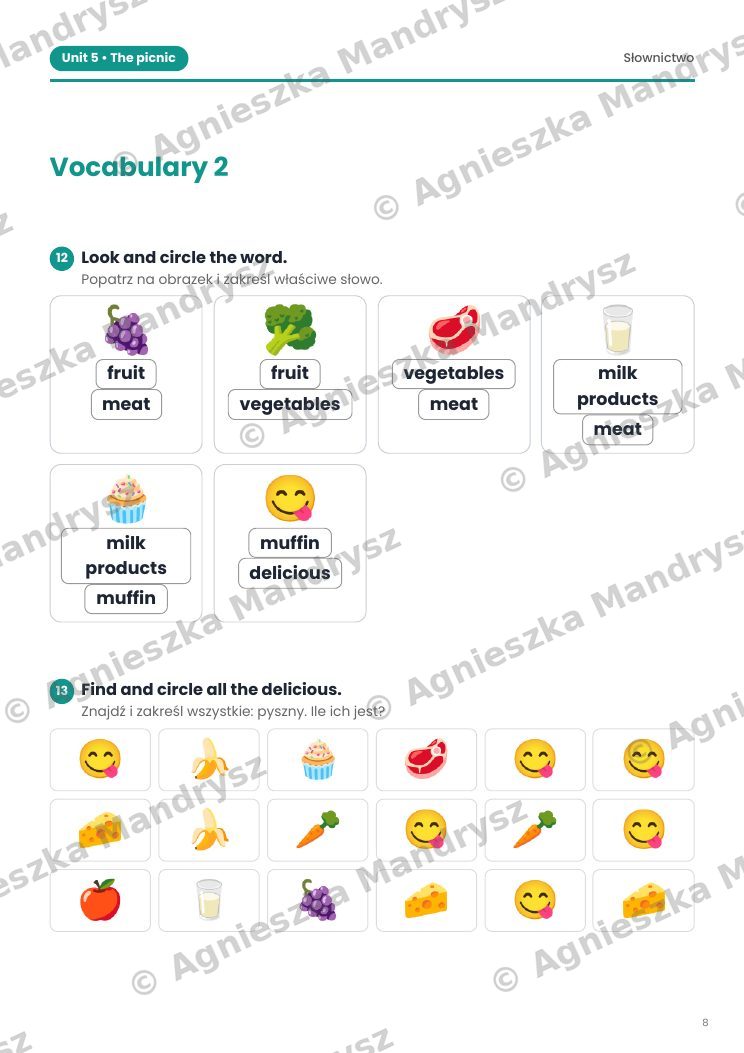 Unit 5 • The picnic
Słownictwo
Vocabulary 2
12 Look and circle the word.
Popatrz na obrazek i zakreśl właściwe słowo.
fruit
meat
fruit
vegetables
vegetables
meat
milk
products
meat
milk
products
muffin
muffin
delicious
13 Find and circle all the delicious.
Znajdź i zakreśl wszystkie: pyszny. Ile ich jest?
8
© Agnieszka Mandrysz